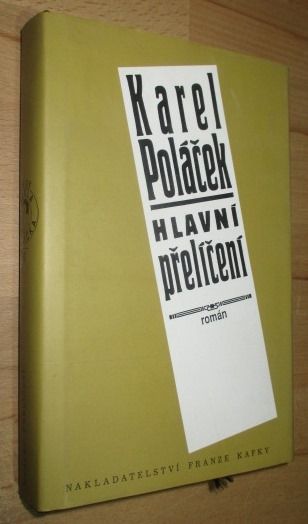 Karel
Poláček
HLAVNÍ
přelíčení
román
NAKLADATELSTVÍ FRANZE KAFKY